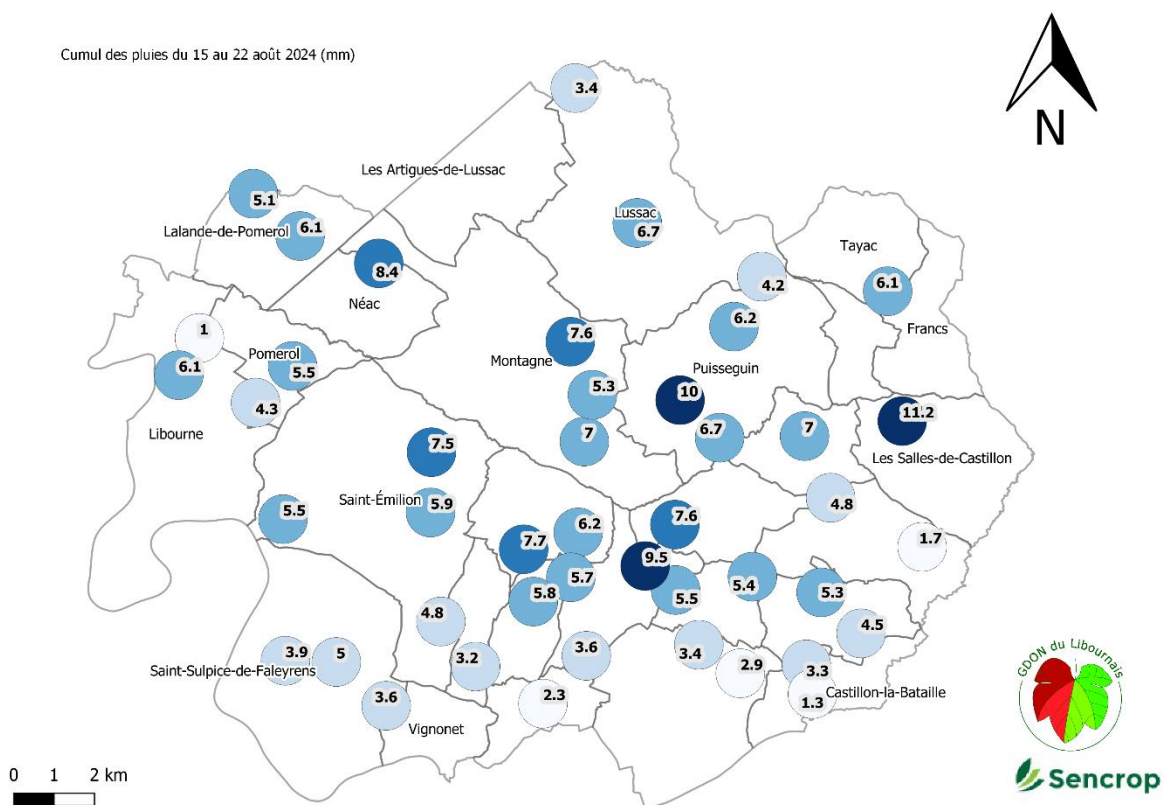 Cumul des pluies du 15 au 22 août 2024 (mm)
N
3.4
Les Artigues-de-Lussac
5.1
Lussac
6.7
Lalande-de-Pomerol
6.1
Tayac
8.4
4.2
6.1
Néac
6.2
Francs
1
7.6
Pomerol
5.5
Montagne
Puisseguin
6.1
5.3
10
4.3
11.2
Libourne
7.5
7
6.7
7
Les Salles-de-Castillon
Saint-Émilion
5.9
5.5
4.8
6.2
7.6
7.7
1.7
9.5
5.7
5.8
5.5
5.4
5.3
4.8
4.5
3.9
5
3.2
3.6
3.4
2.9
3.3
Saint-Sulpice-de-Faleyrens
3.6
2.3
1.3
Castillon-la-Bataille
Vignonet
GDON du Libournais
0 1 2 km
Sencrop